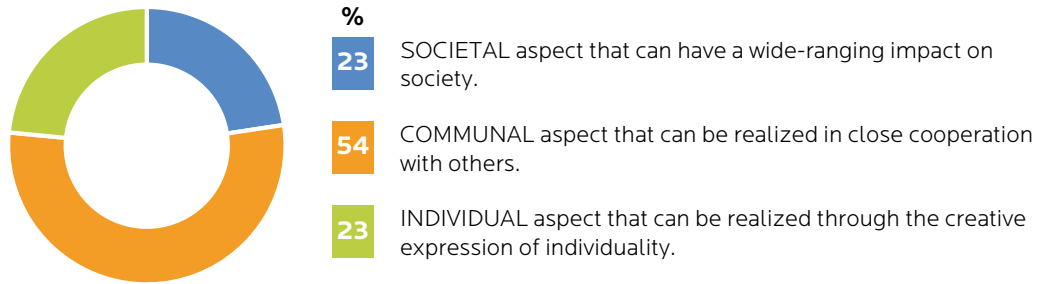 %
23 SOCIETAL aspect that can have a wide-ranging impact on
society.
54 COMMUNAL aspect that can be realized in close cooperation
with others.
23 INDIVIDUAL aspect that can be realized through the creative
expression of individuality.